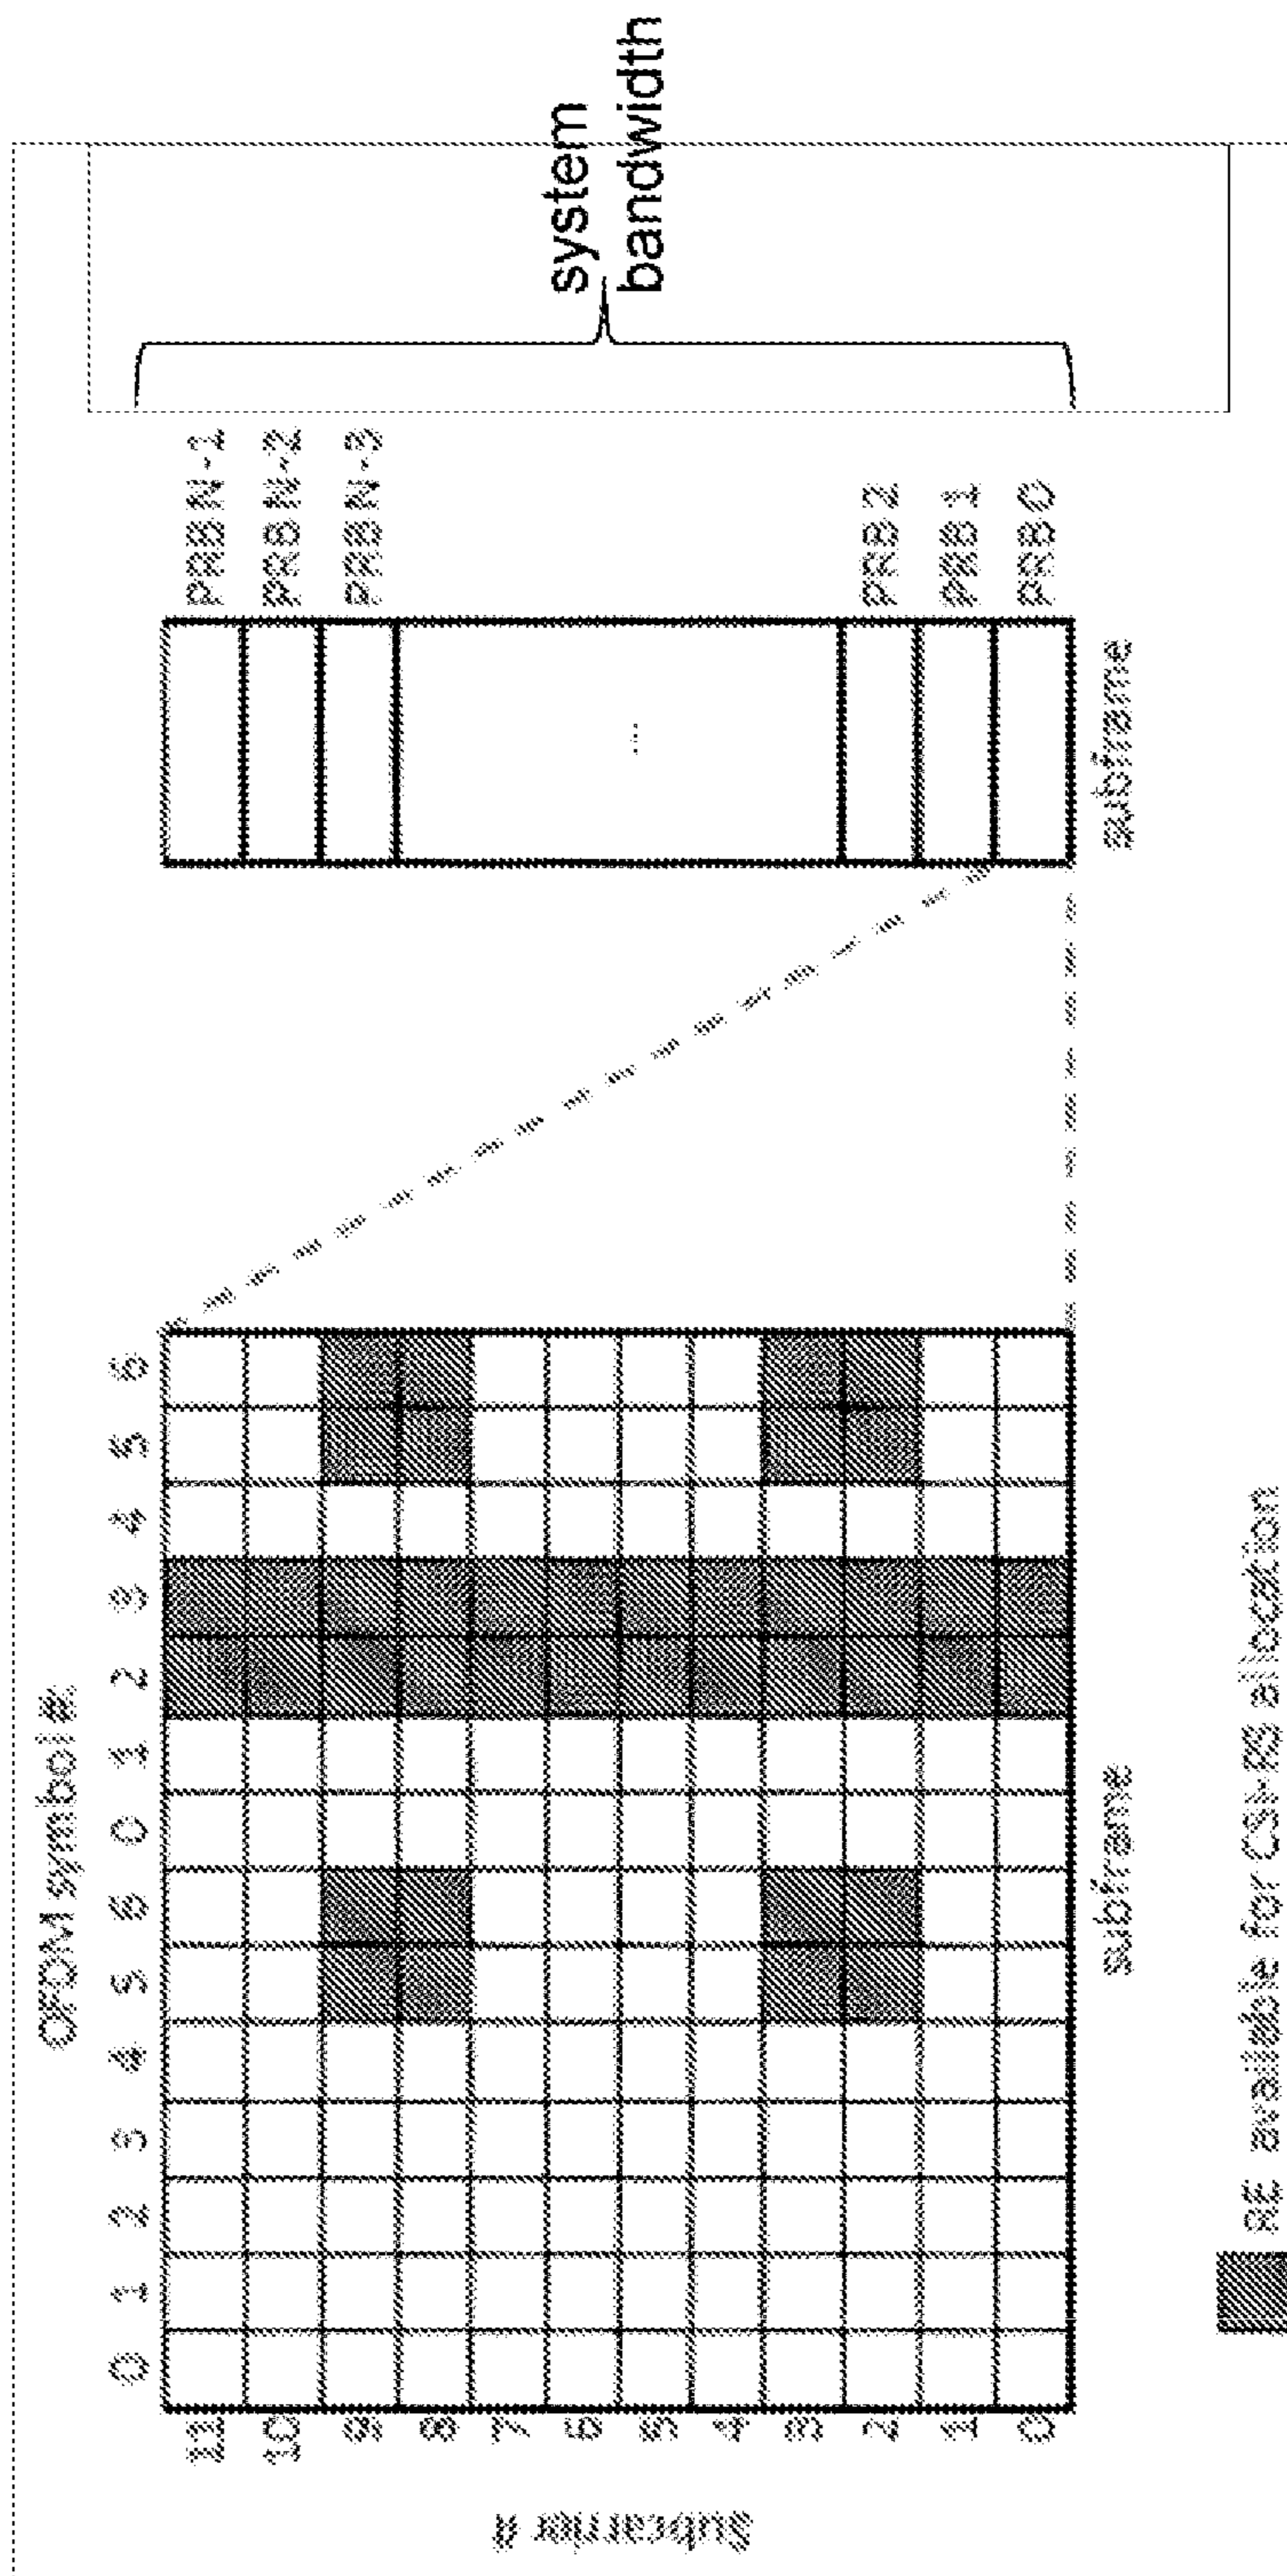 OFDM symbol #
0 1 2 3 4 5 6 0 1 2 3 4 5 6
Subcarrier #
11
10
9
8
7
6
5
4
3
2
1
0
subframe
RE available for CSI-RS allocation
PRB N-1
PRB N-2
PRB N-3
...
PRB 2
PRB 1
PRB 0
subframe
system
bandwidth